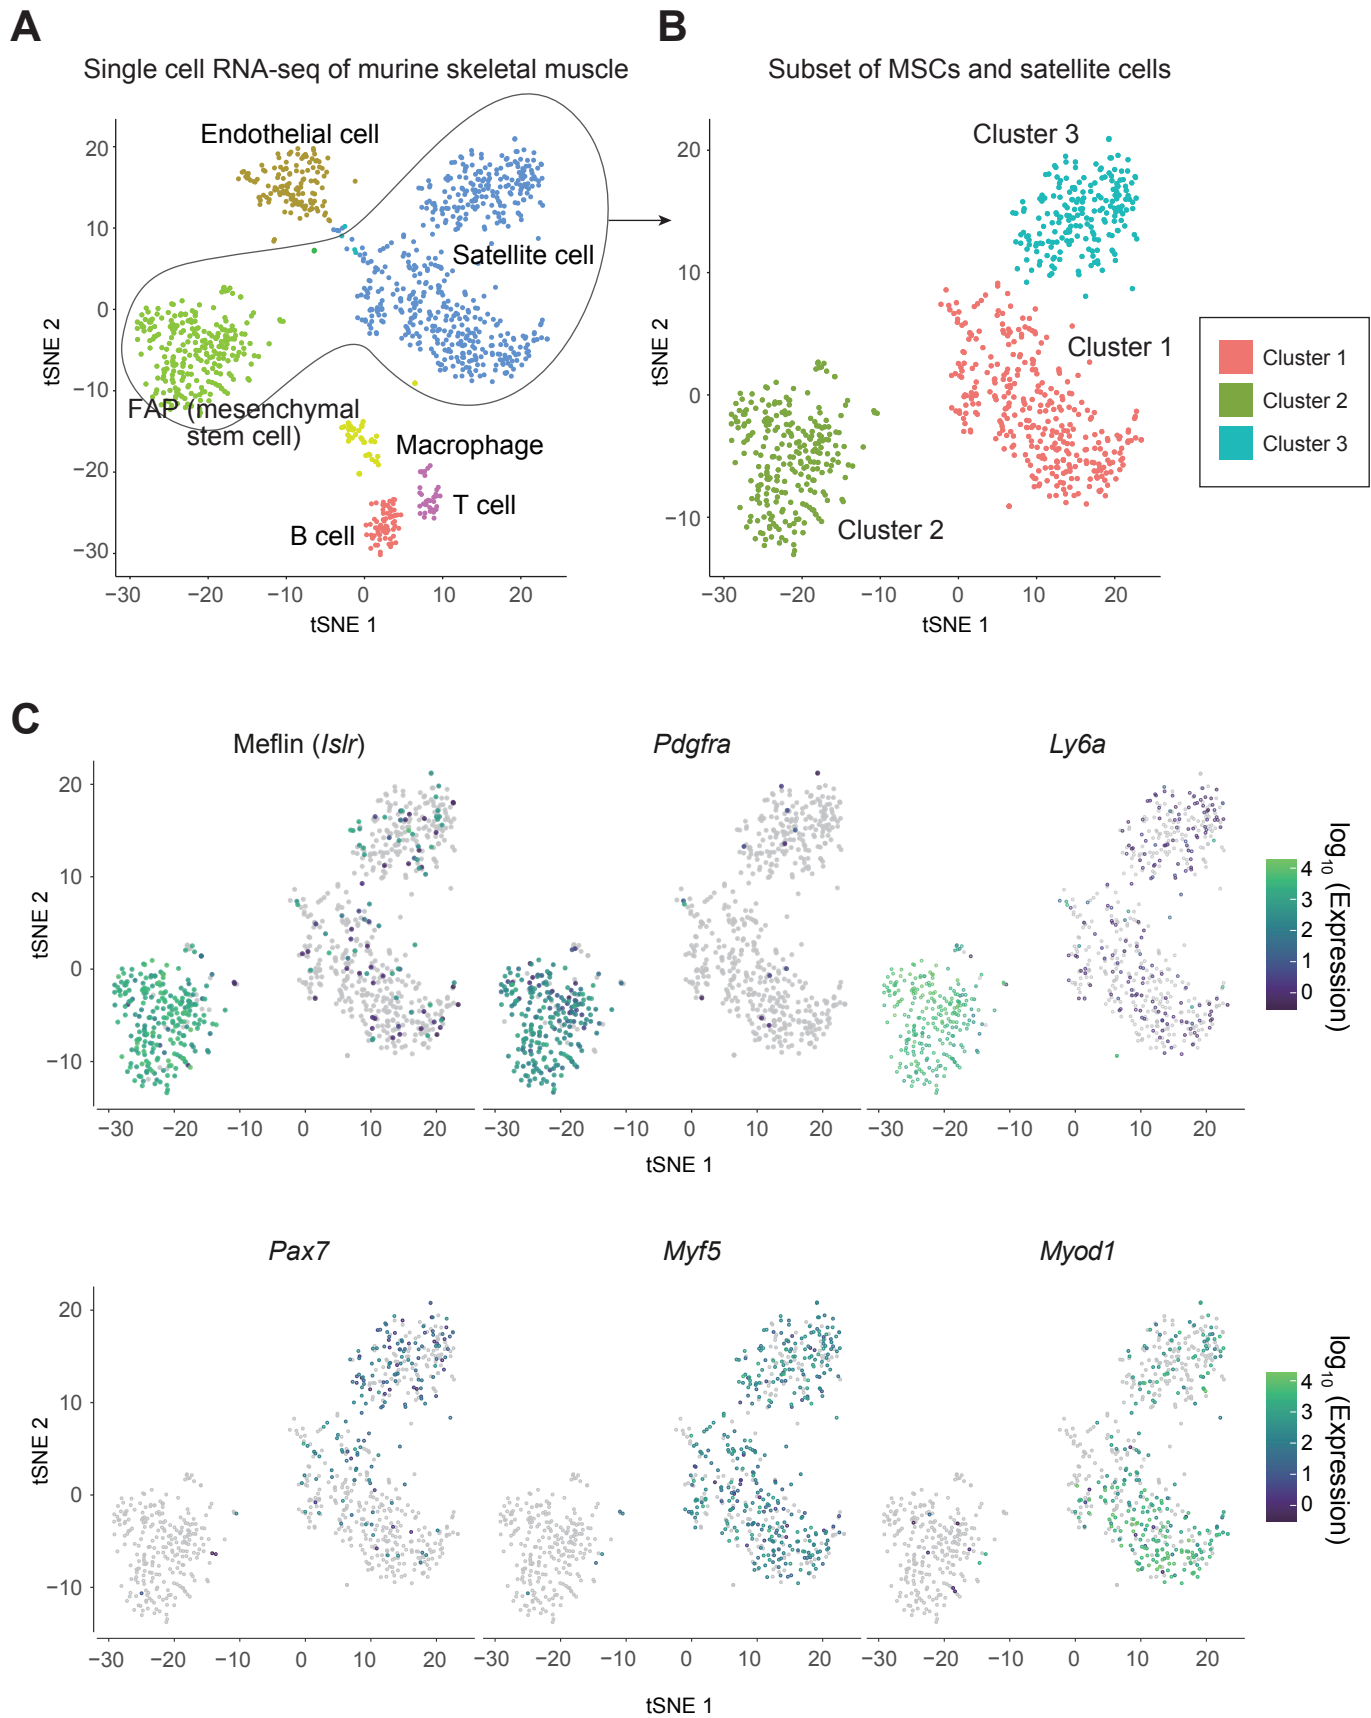 A
B
Single cell RNA-seq of murine skeletal muscle
Subset of MSCs and satellite cells
Endothelial cell
Satellite cell
FAP (mesenchymal
stem cell)
Macrophage
T cell
B cell
20
10
0
−10
−20
−30
tSNE 2
−30 −20 −10 0 10 20
tSNE 1
Cluster 3
Cluster 1
Cluster 2
20
10
0
−10
tSNE 2
−30 −20 −10 0 10 20
tSNE 1
Cluster 1
Cluster 2
Cluster 3
C
Meflin (Islr)
Pdgfra
Ly6a
20
10
0
−10
tSNE 2
−30 −20 −10 0 10 20
−30 −20 −10 0 10 20
−30 −20 −10 0 10 20
tSNE 1
4
3
2
1
0
log10 (Expression)
Pax7
Myf5
Myod1
20
10
0
−10
tSNE 2
−30 −20 −10 0 10 20
−30 −20 −10 0 10 20
−30 −20 −10 0 10 20
tSNE 1
4
3
2
1
0
log10 (Expression)